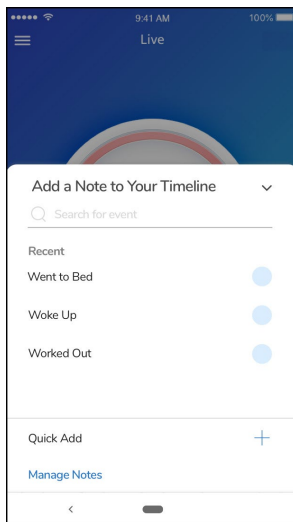 9:41 AM
100%
Live
Add a Note to Your Timeline
Search for event
Recent
Went to Bed
Woke Up
Worked Out
Quick Add
Manage Notes